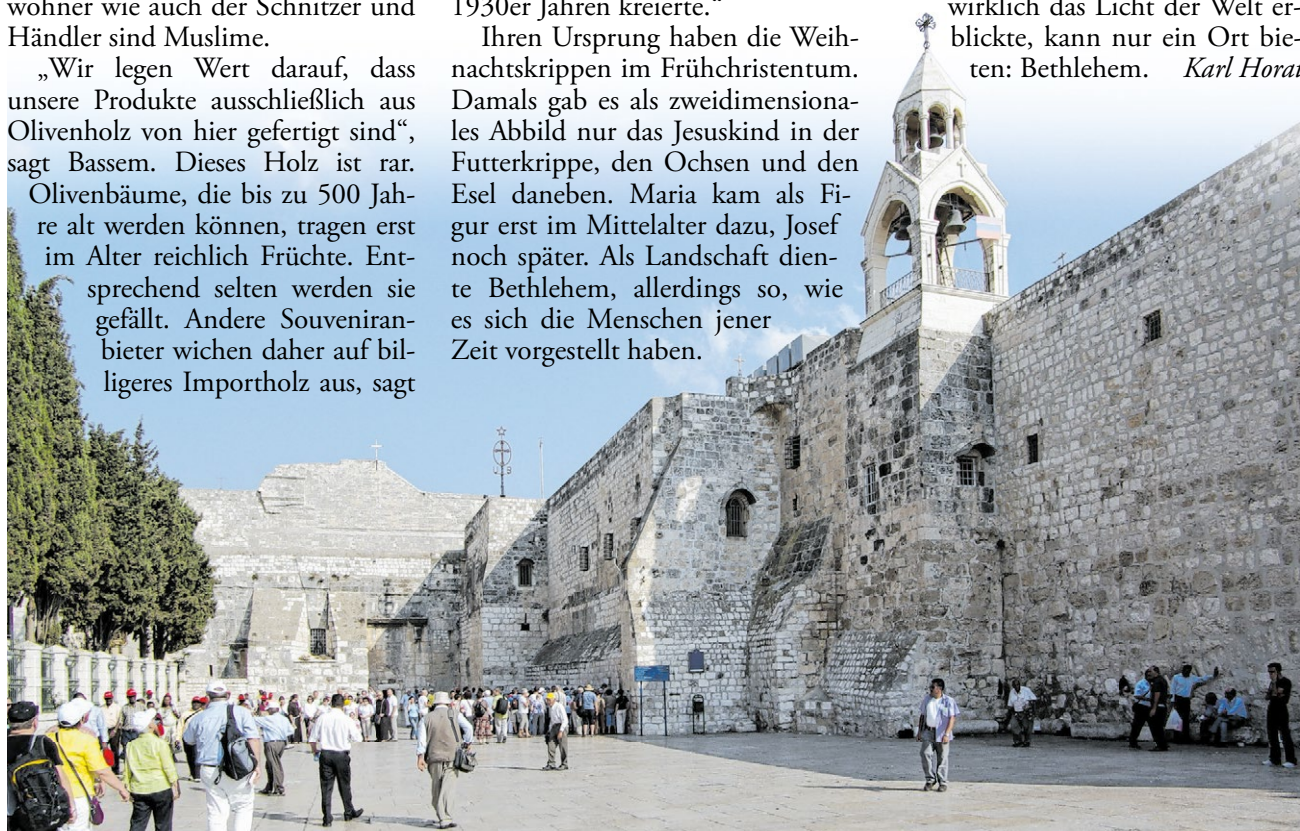 wohner wie auch der Schnitzer und
Händler sind Muslime.
„Wir legen Wert darauf, dass
unsere Produkte ausschließlich aus
Olivenholz von hier gefertigt sind“,
sagt Bassem. Dieses Holz ist rar.
Olivenbäume, die bis zu 500 Jah-
re alt werden können, tragen erst
im Alter reichlich Früchte. Ent-
sprechend selten werden sie
gefällt. Andere Souveniran-
bieter wichen daher auf bil-
ligeres Importholz aus, sagt
1930er Jahren kreierte.“
Ihren Ursprung haben die Weih-
nachtskrippen im Frühchristentum.
Damals gab es als zweidimensiona-
les Abbild nur das Jesuskind in der
Futterkrippe, den Ochsen und den
Esel daneben. Maria kam als Fi-
gur erst im Mittelalter dazu, Josef
noch später. Als Landschaft dien-
te Bethlehem, allerdings so, wie
es sich die Menschen jener
Zeit vorgestellt haben.
wirklich das Licht der Welt er-
blickte, kann nur ein Ort bie-
ten: Bethlehem. Karl Horat